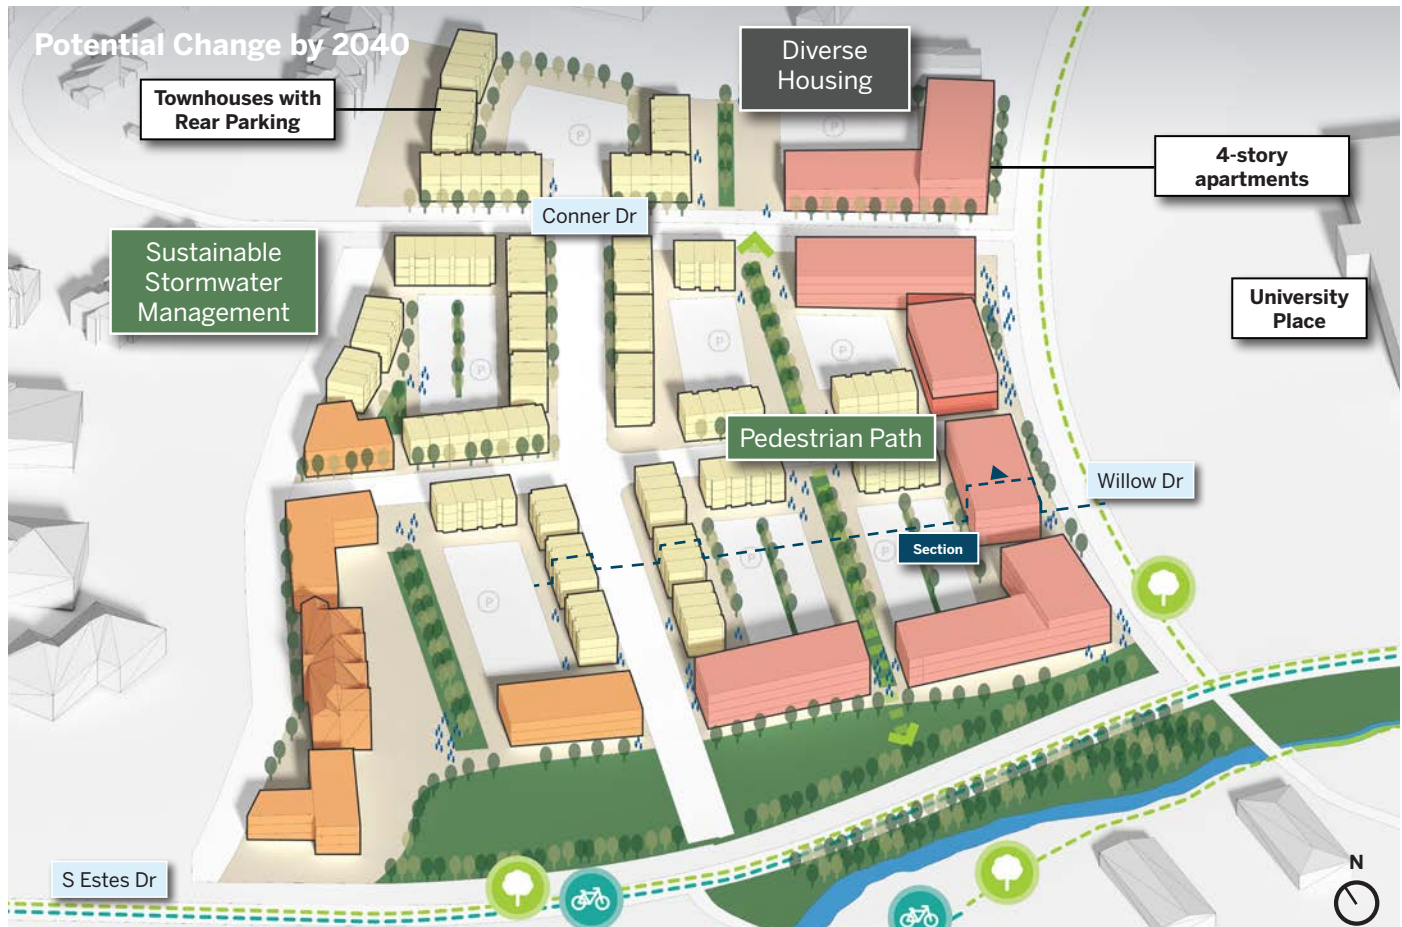 Potential Change by 2040
Diverse
Housing
Townhouses with
Rear Parking
P
P
4-story
apartments
Conner Dr
Sustainable
Stormwater
Management
University
Place
P
P
P
Pedestrian Path
Willow Dr
Section
P
P
P
N
S Estes Dr